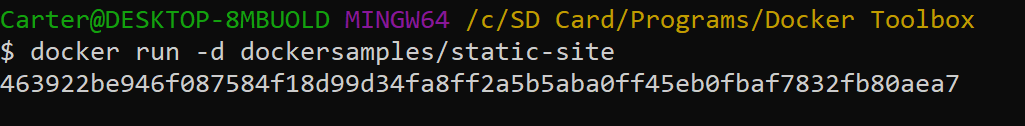 Carter@DESKTOP-8MBUOLD MINGW64 /c/SD Card/Programs/Docker Toolbox
$ docker run -d dockersamples/static-site
463922be946f087584f18d99d34fa8ff2a5b5aba0ff45eb0fbaf7832fb80aea7